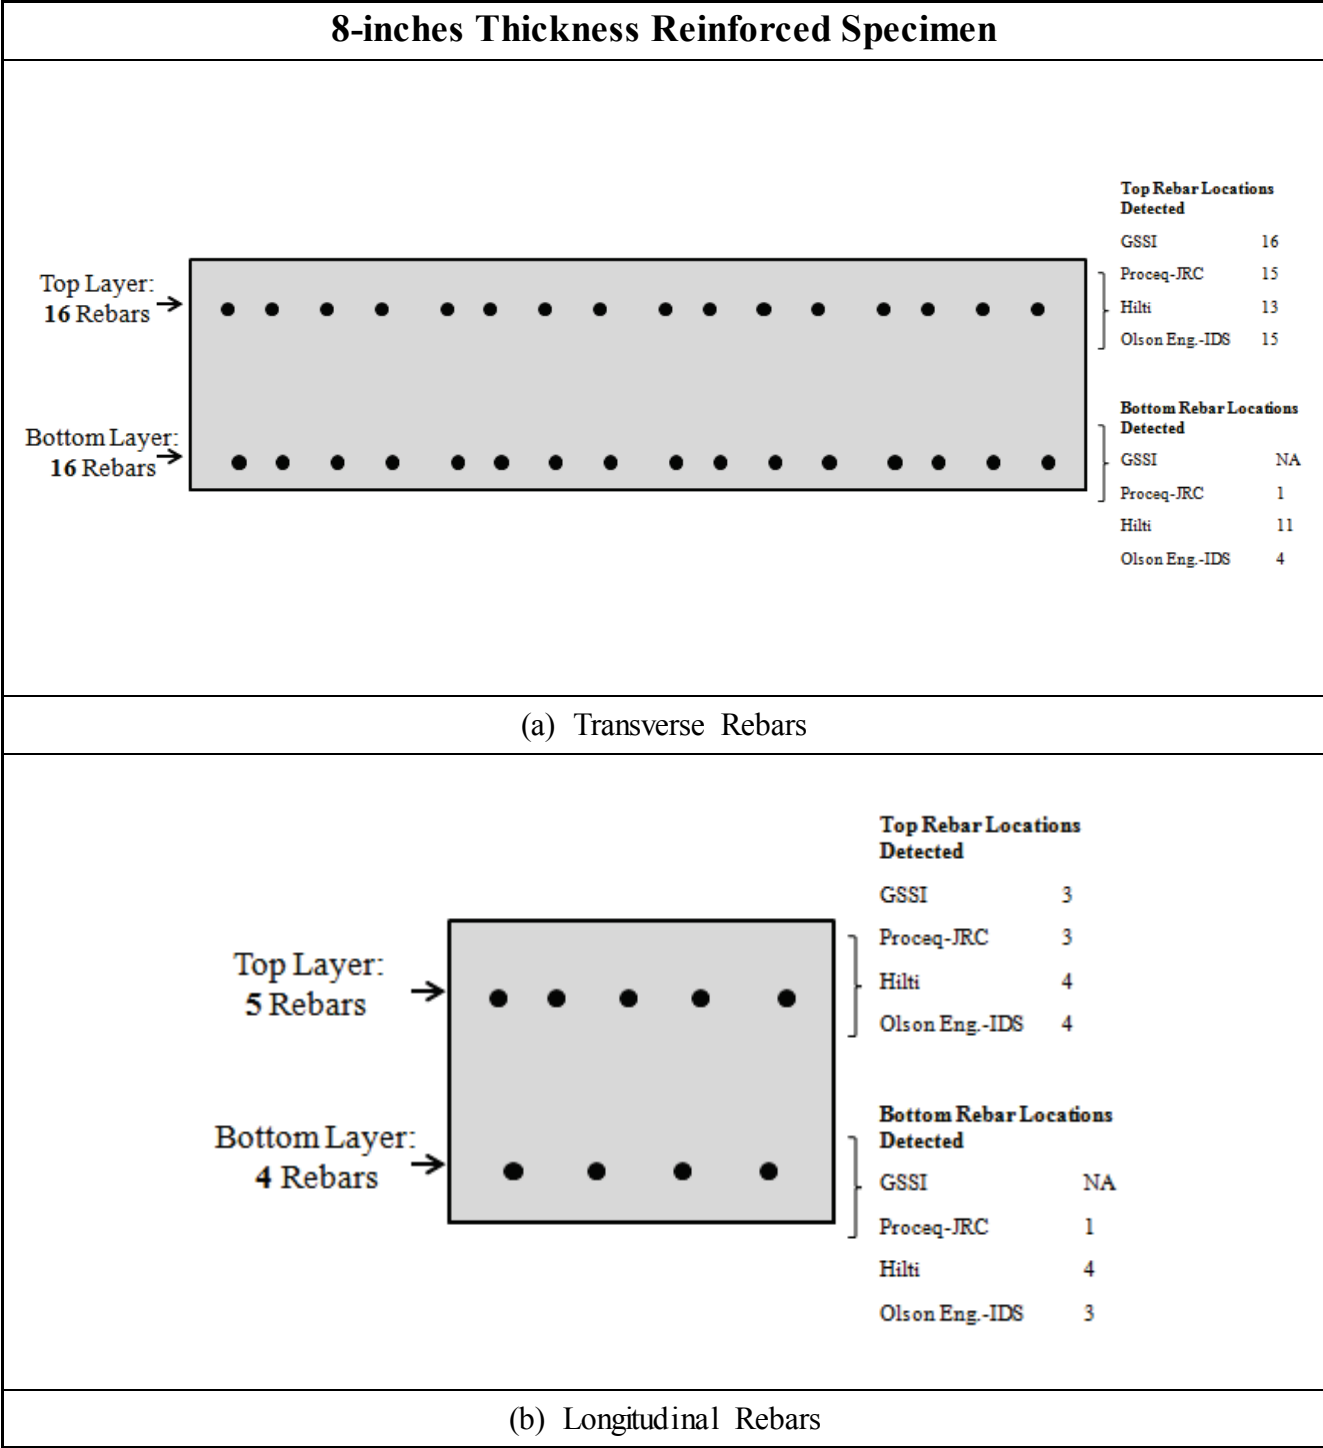 8-inches Thickness Reinforced Specimen
Top Layer:
16 Rebars
Bottom Layer:
16 Rebars
Top Rebar Locations
Detected
GSSI 16
Proceq-JRC 15
Hilti 13
Olson Eng.-IDS 15
Bottom Rebar Locations
Detected
GSSI NA
Proceq-JRC 1
Hilti 11
Olson Eng.-IDS 4
(a) Transverse Rebars
Top Layer:
5 Rebars
Bottom Layer:
4 Rebars
Top Rebar Locations
Detected
GSSI 3
Proceq-JRC 3
Hilti 4
Olson Eng.-IDS 4
Bottom Rebar Locations
Detected
GSSI NA
Proceq-JRC 1
Hilti 4
Olson Eng.-IDS 3
(b) Longitudinal Rebars